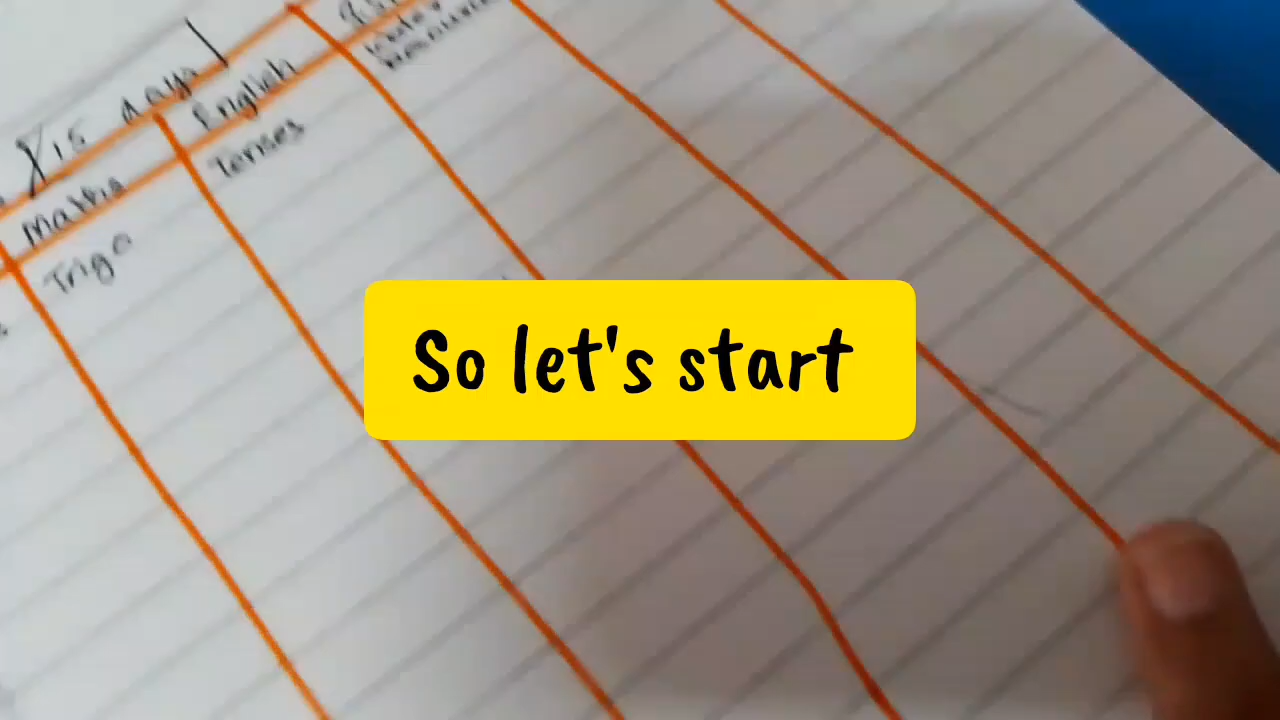 15 days
Maths
English
Trigo
Tenses
So let's start